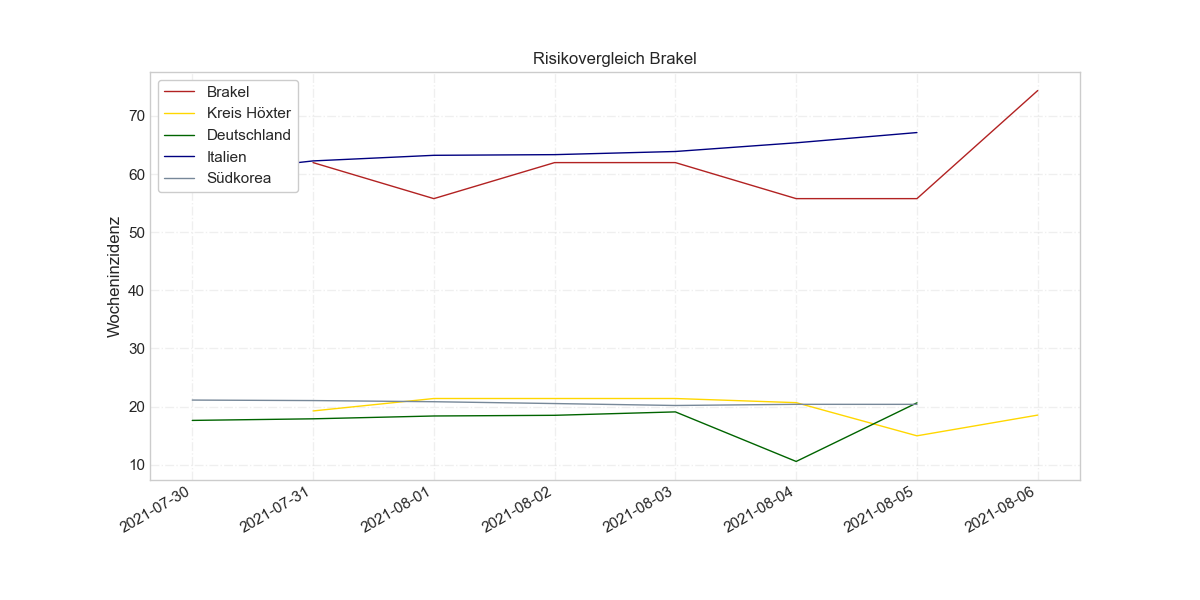 Risikovergleich Brakel
Brakel
Kreis Höxter
Deutschland
Italien
Südkorea
Wocheninzidenz
70
60
50
40
30
20
10
2021-07-30
2021-07-31
2021-08-01
2021-08-02
2021-08-03
2021-08-04
2021-08-05
2021-08-06